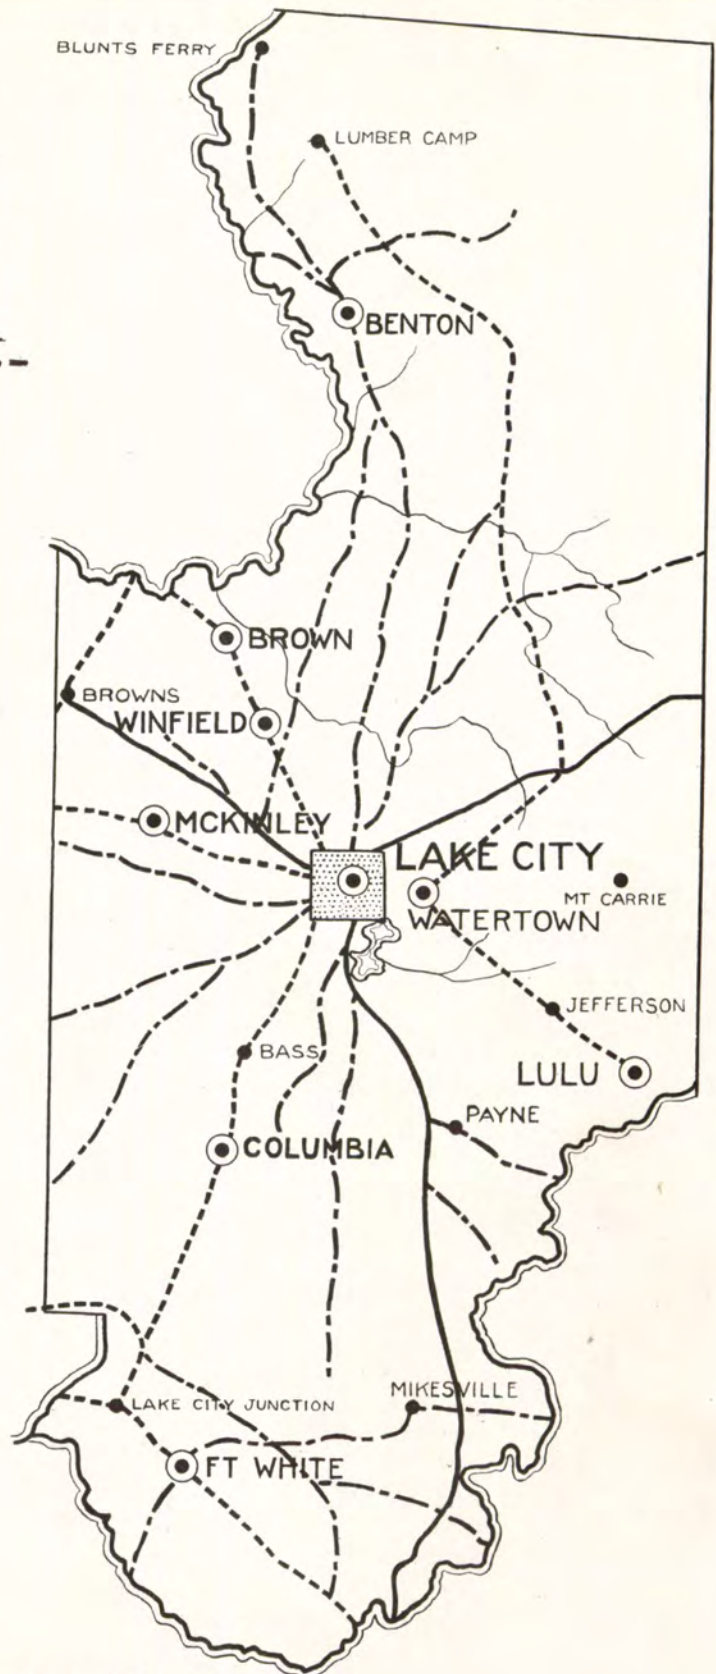 BLUNTS FERRY
LUMBER CAMP
BENTON
BROWN
BROWNS
WINFIELD
MCKINLEY
LAKE CITY
MT CARRIE
WATERTOWN
JEFFERSON
BASS
LULU
PAYNE
COLUMBIA
MIKESVILLE
LAKE CITY JUNCTION
FT WHITE